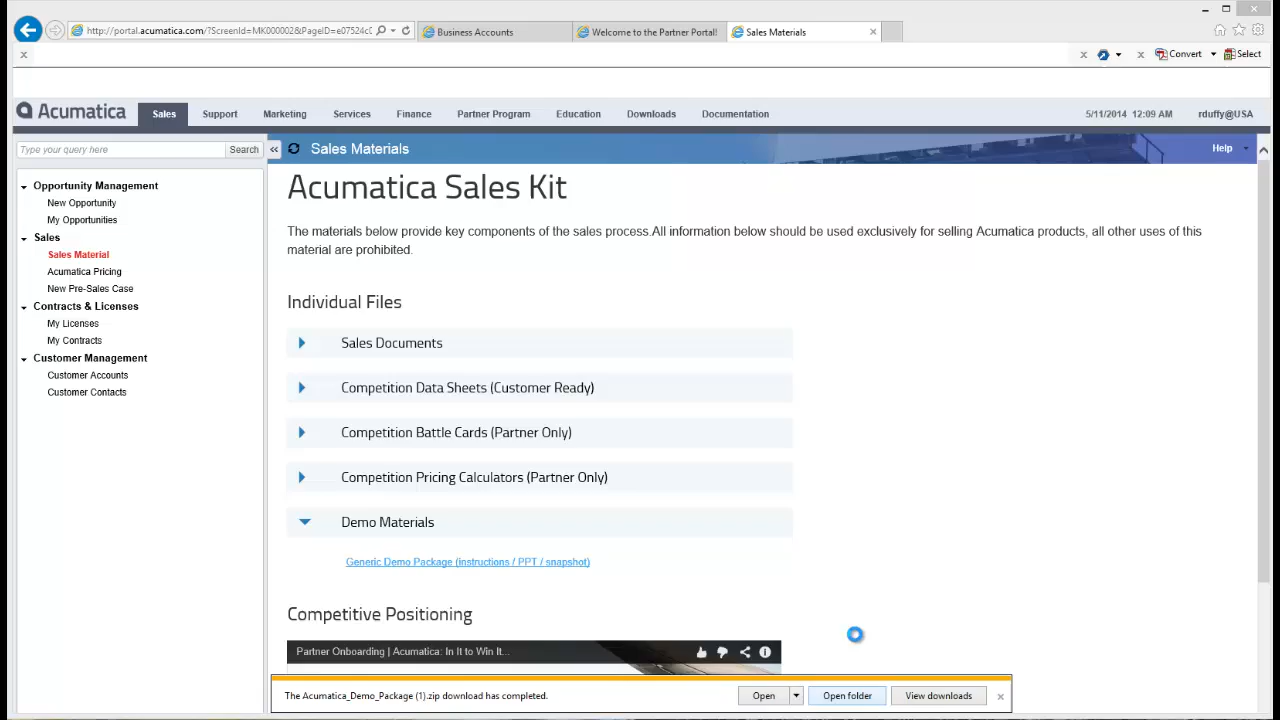 http://portal.acumatica.com/?ScreenId=MK000002&PageID=e07524c
Business Accounts
Welcome to the Partner Portal!
Sales Materials
Convert
Select
Acumatica
Sales
Support
Marketing
Services
Finance
Partner Program
Education
Downloads
Documentation
5/11/2014 12:09 AM
rduffy@USA
Type your query here
Search
Sales Materials
Help
Opportunity Management
New Opportunity
My Opportunities
Sales
Sales Material
Acumatica Pricing
New Pre-Sales Case
Contracts & Licenses
My Licenses
My Contracts
Customer Management
Customer Accounts
Customer Contacts
Acumatica Sales Kit
The materials below provide key components of the sales process.All information below should be used exclusively for selling Acumatica products, all other uses of this
material are prohibited.
Individual Files
Sales Documents
Competition Data Sheets (Customer Ready)
Competition Battle Cards (Partner Only)
Competition Pricing Calculators (Partner Only)
Demo Materials
Generic Demo Package (instructions / PPT / snapshot)
Competitive Positioning
Partner Onboarding | Acumatica: In It to Win It...
The Acumatica_Demo_Package (1).zip download has completed.
Open
Open folder
View downloads